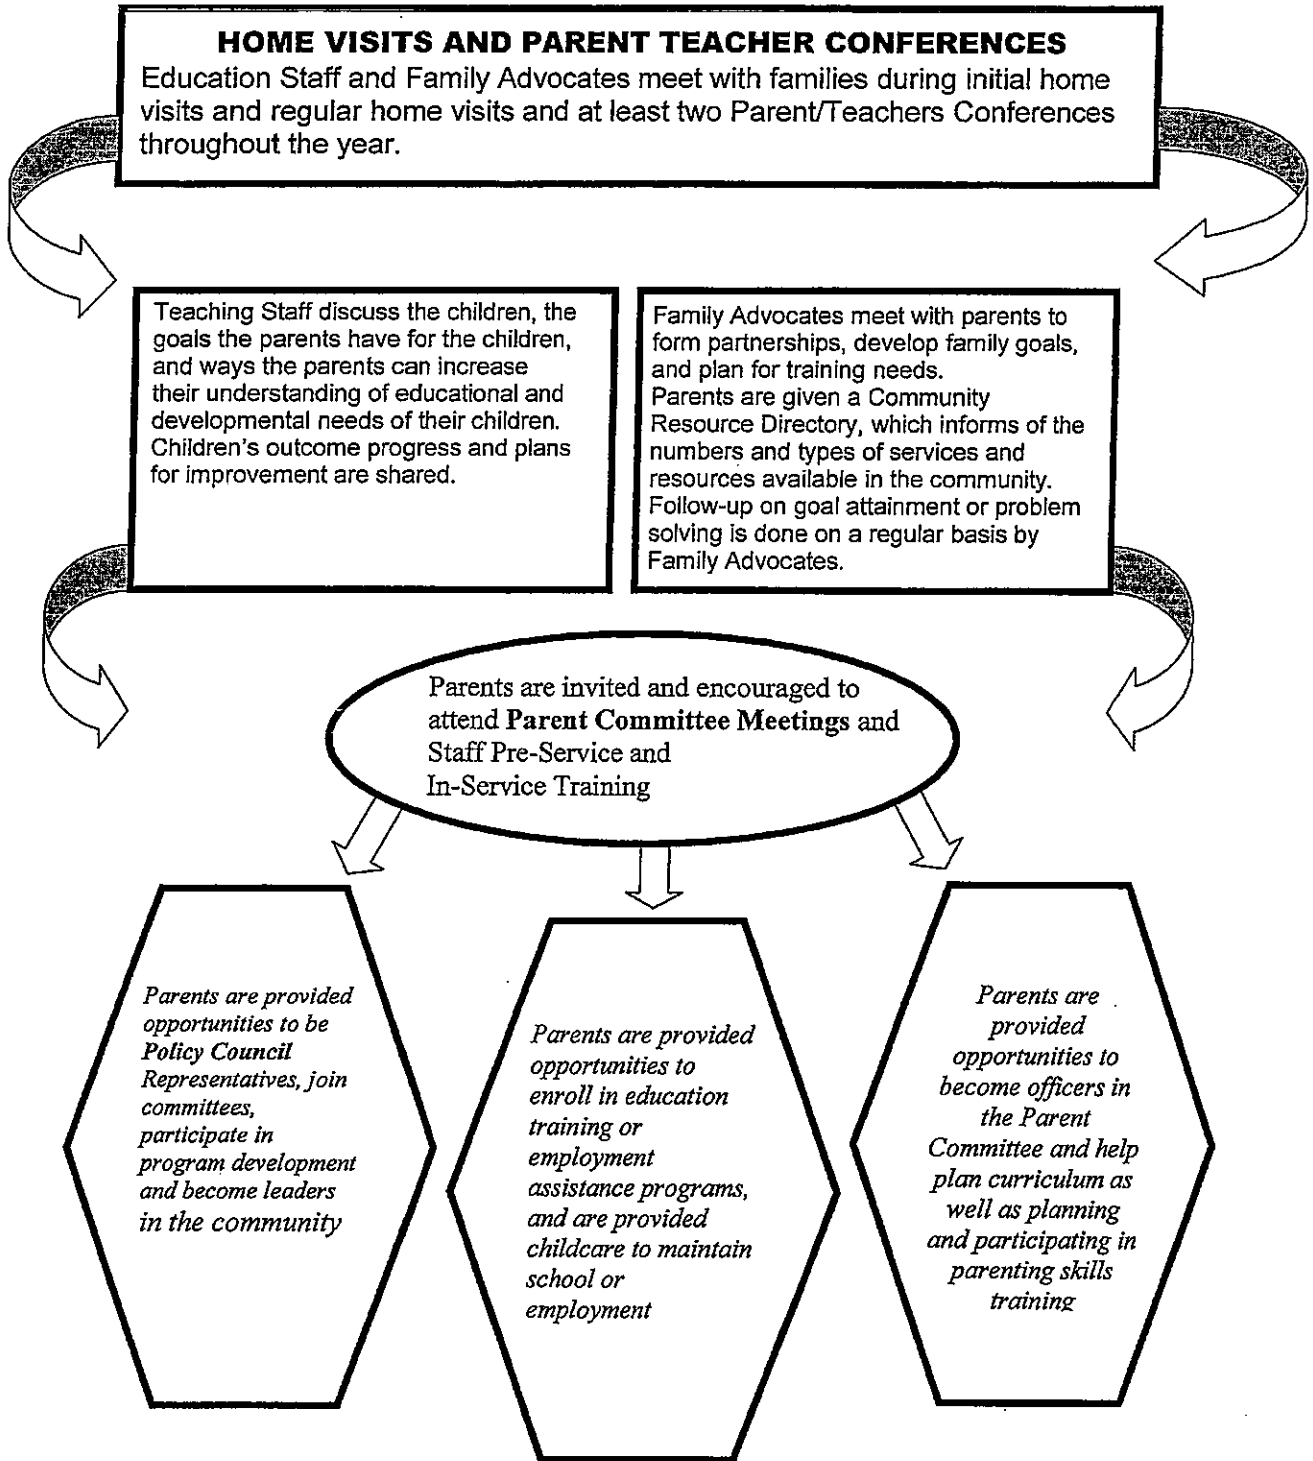 HOME VISITS AND PARENT TEACHER CONFERENCES
Education Staff and Family Advocates meet with families during initial home
visits and regular home visits and at least two Parent/Teachers Conferences
throughout the year.
Teaching Staff discuss the children, the
goals the parents have for the children,
and ways the parents can increase
their understanding of educational and
developmental needs of their children.
Children's outcome progress and plans
for improvement are shared.
Family Advocates meet with parents to
form partnerships, develop family goals,
and plan for training needs.
Parents are given a Community
Resource Directory, which informs of the
numbers and types of services and
resources available in the community.
Follow-up on goal attainment or problem
solving is done on a regular basis by
Family Advocates.
Parents are invited and encouraged to
attend Parent Committee Meetings and
Staff Pre-Service and
In-Service Training
Parents are provided
opportunities to be
Policy Council
Representatives, join
committees,
participate in
program development
and become leaders
in the community
Parents are provided
opportunities to
enroll in education
training or
employment
assistance programs,
and are provided
childcare to maintain
school or
employment
Parents are
provided
opportunities to
become officers in
the Parent
Committee and help
plan curriculum as
well as planning
and participating in
parenting skills
training